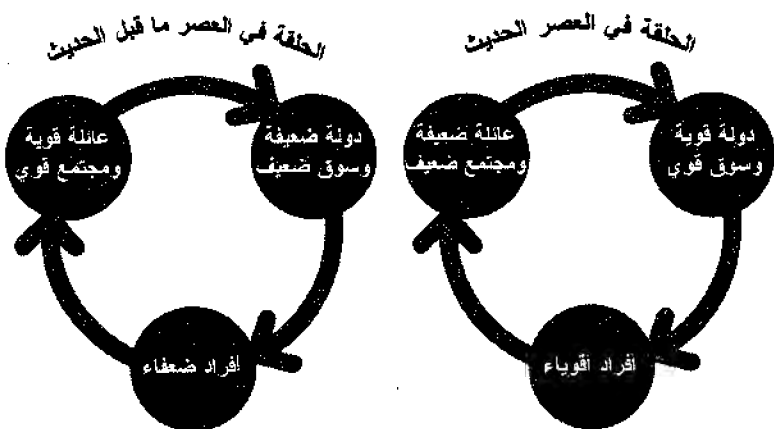 الحلقة في العصر ما قبل الحديث
عائلة قوية
ومجتمع قوي
دولة ضعيفة
وسوق ضعيف
أفراد ضعفاء
الحلقة في العصر الحديث
عائلة ضعيفة
ومجتمع ضعيف
دولة قوية
وسوق قوي
أفراد أقوياء